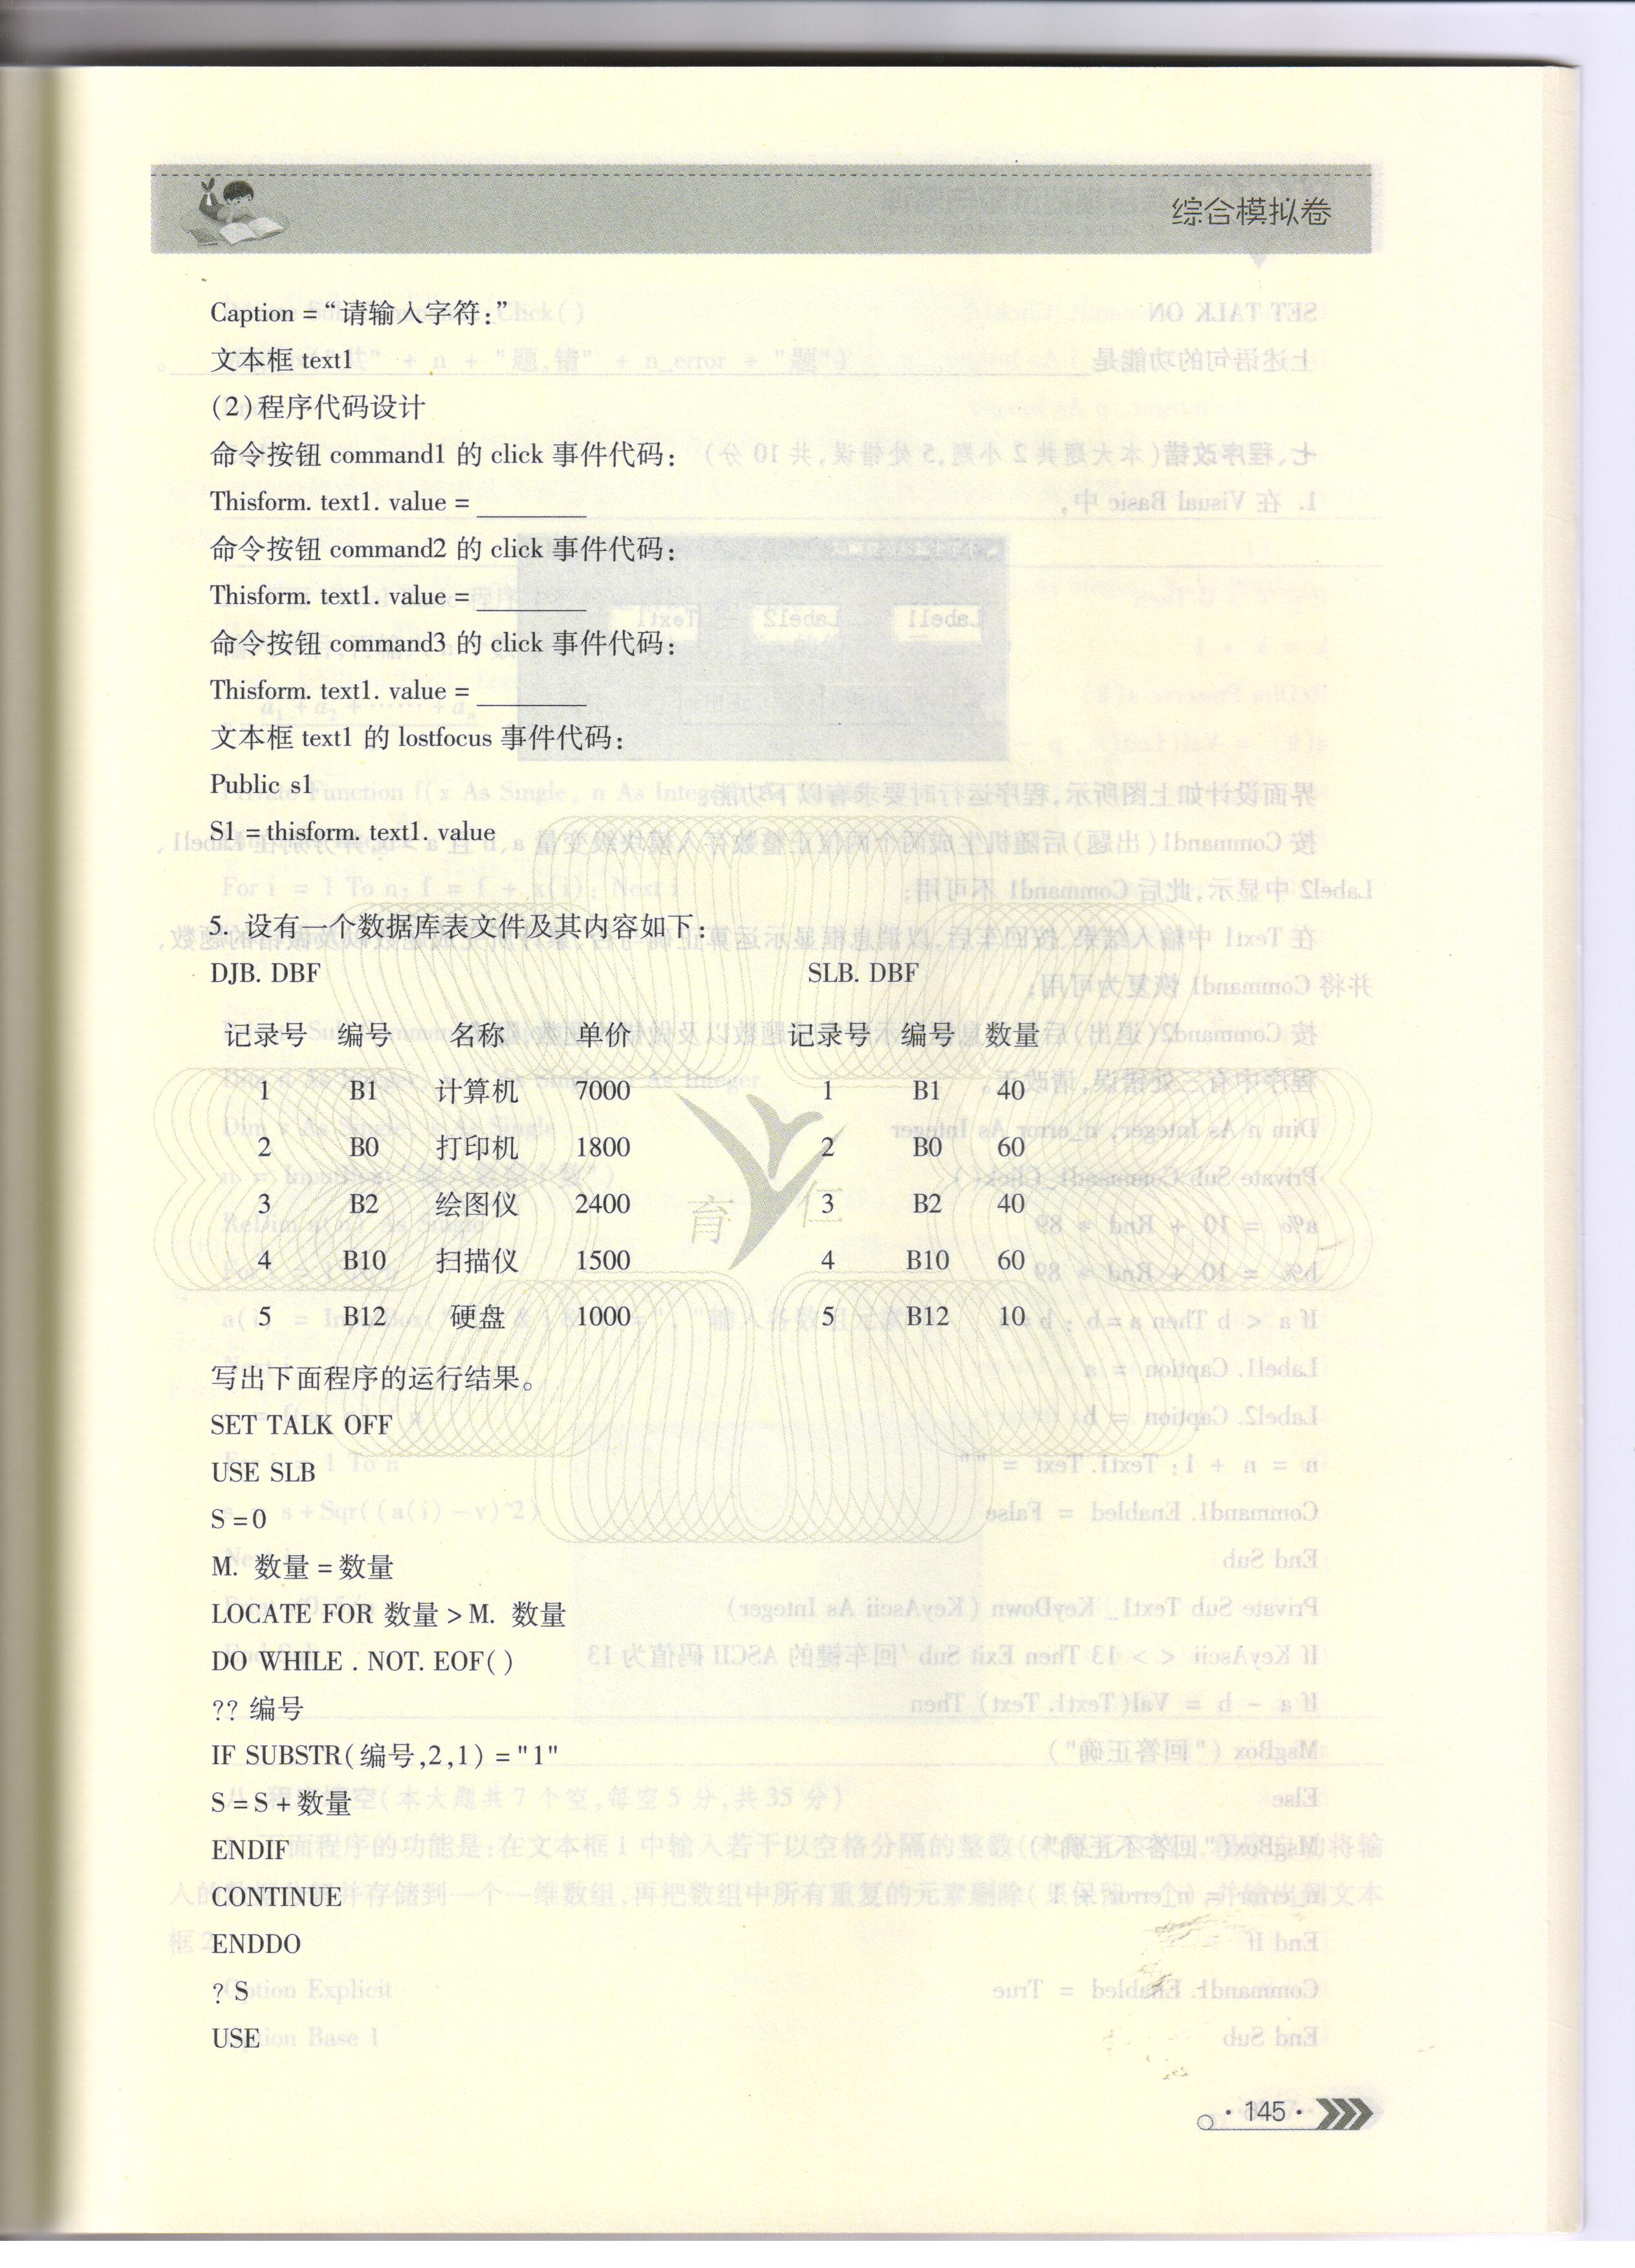 综合模拟卷
Caption = “请输入字符：”
文本框 text1
(2)程序代码设计
命令按钮 command1 的 click 事件代码：
Thisform. text1. value = ________
命令按钮 command2 的 click 事件代码：
Thisform. text1. value = ________
命令按钮 command3 的 click 事件代码：
Thisform. text1. value = ________
文本框 text1 的 lostfocus 事件代码：
Public s1
S1 = thisform. text1. value
5. 设有一个数据库表文件及其内容如下：
DJB. DBF SLB. DBF
记录号 编号 名称 单价 记录号 编号 数量
1 B1 计算机 7000 1 B1 40
2 B0 打印机 1800 2 B0 60
3 B2 绘图仪 2400 3 B2 40
4 B10 扫描仪 1500 4 B10 60
5 B12 硬盘 1000 5 B12 10
育 仁
写出下面程序的运行结果。
SET TALK OFF
USE SLB
S = 0
M. 数量 = 数量
LOCATE FOR 数量 > M. 数量
DO WHILE . NOT. EOF( )
?? 编号
IF SUBSTR(编号,2,1) = "1"
S = S + 数量
ENDIF
CONTINUE
ENDDO
? S
USE
· 145 ·